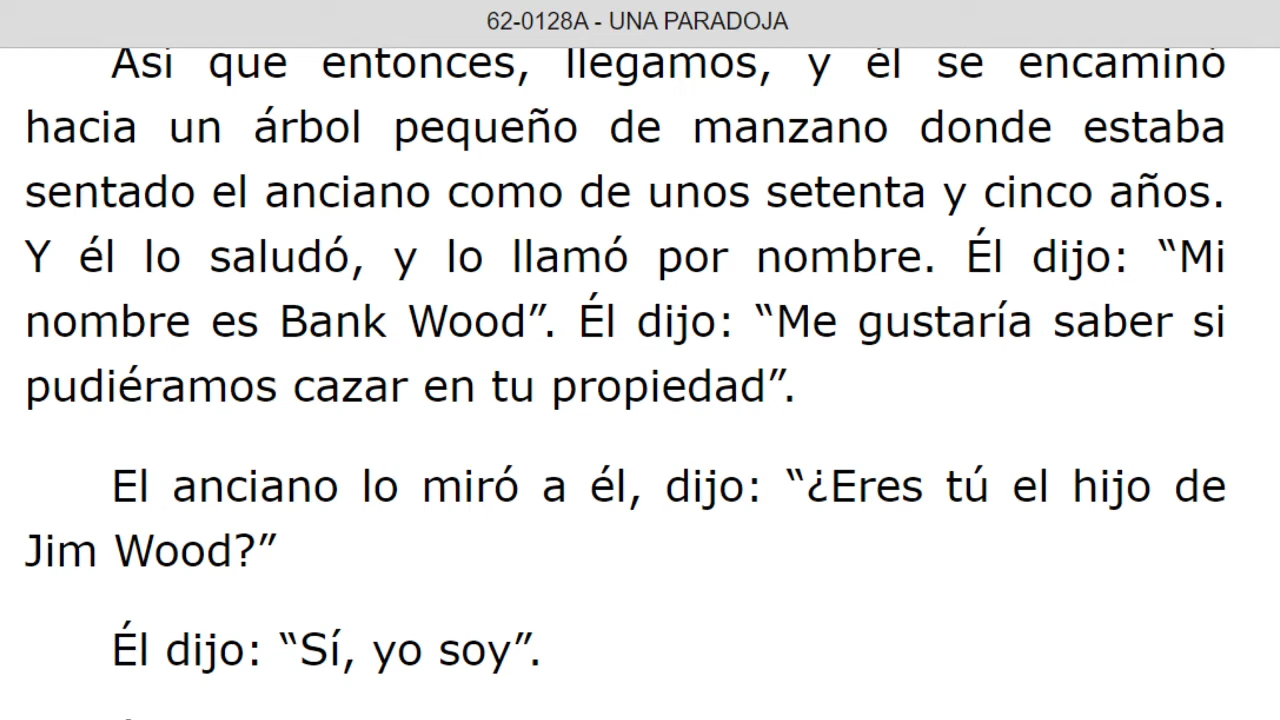 62-0128A - UNA PARADOJA
Así que entonces, llegamos, y él se encaminó
hacia un árbol pequeño de manzano donde estaba
sentado el anciano como de unos setenta y cinco años.
Y él lo saludó, y lo llamó por nombre. Él dijo: “Mi
nombre es Bank Wood”. Él dijo: “Me gustaría saber si
pudiéramos cazar en tu propiedad”.
El anciano lo miró a él, dijo: “¿Eres tú el hijo de
Jim Wood?”
Él dijo: “Sí, yo soy”.